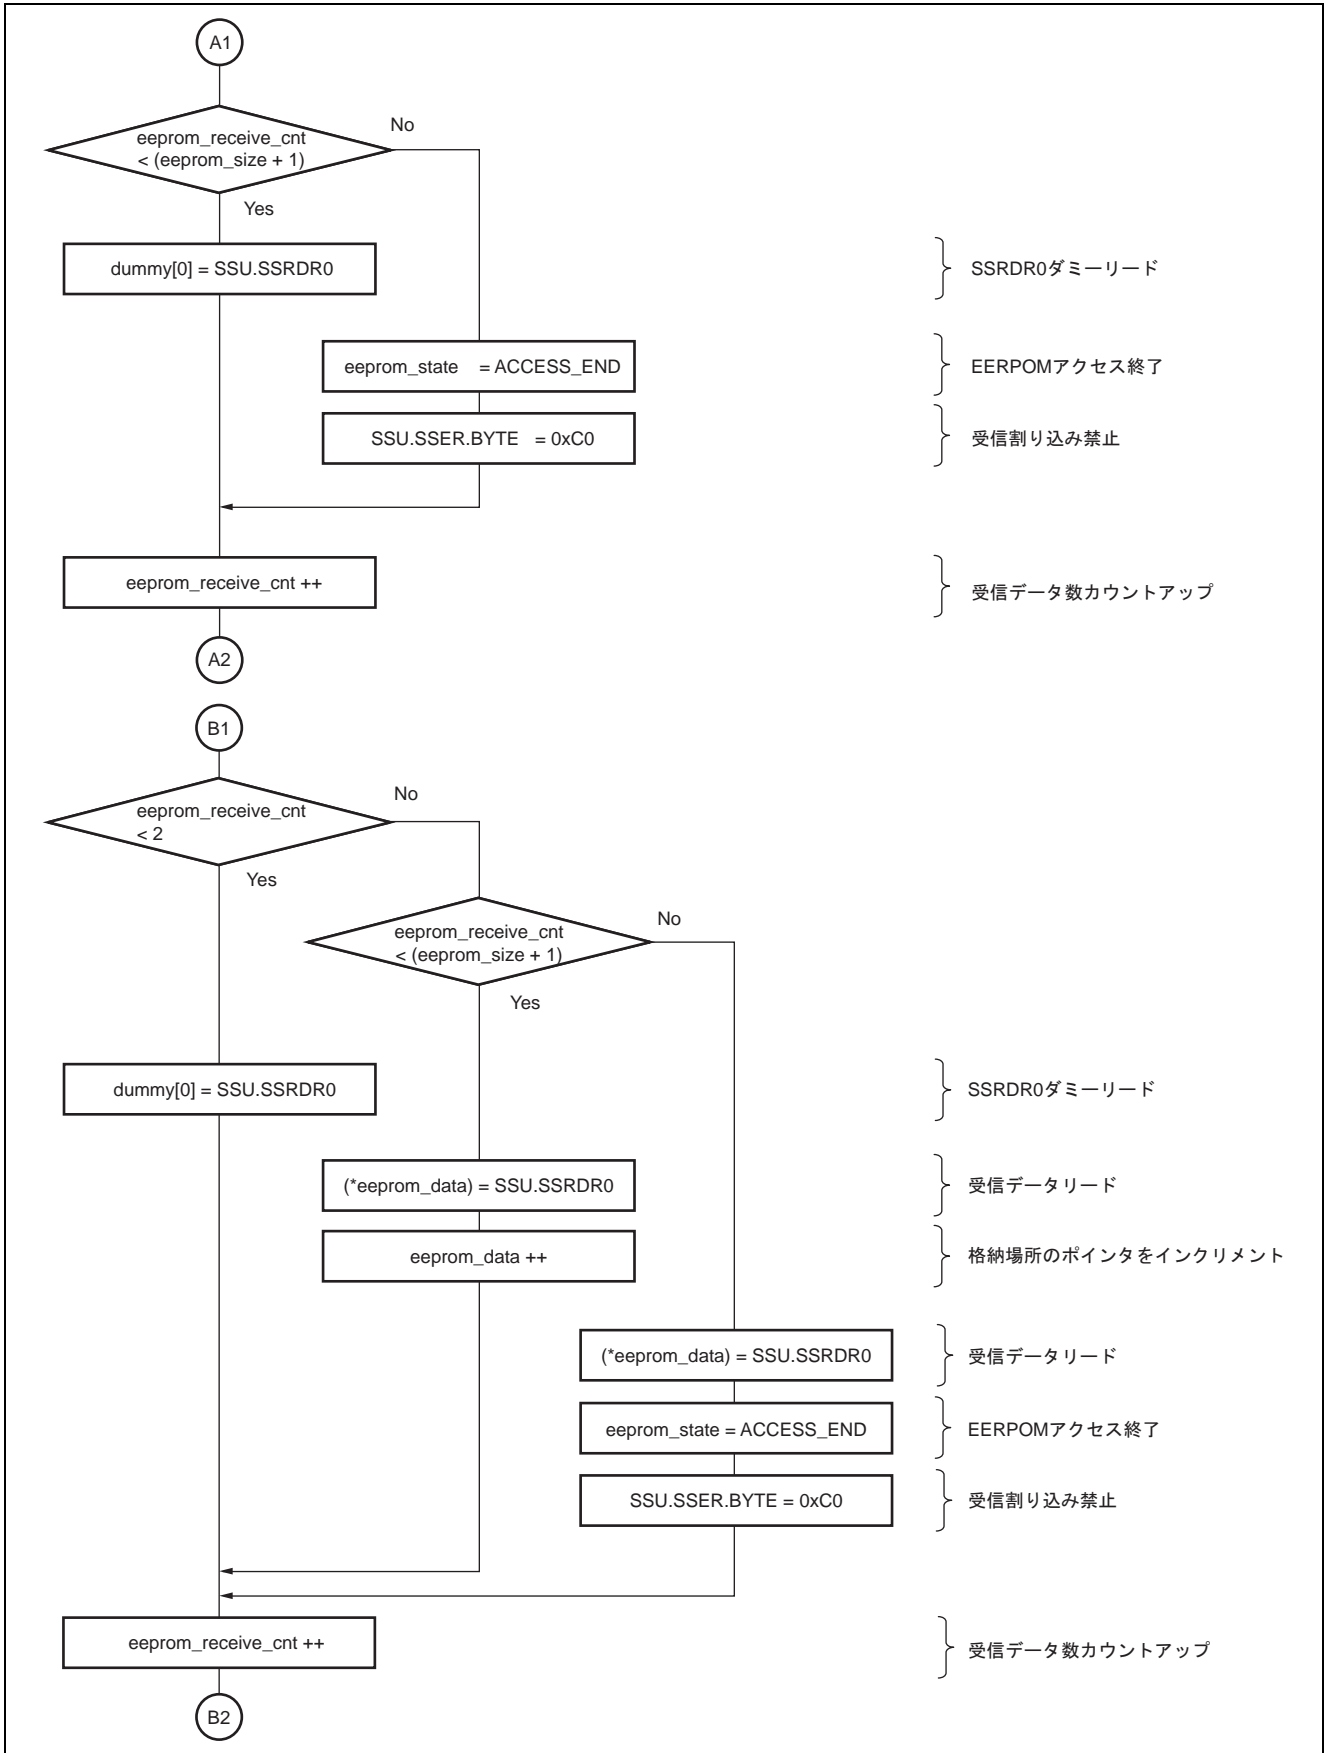 A1
eeprom_receive_cnt
< (eeprom_size + 1)
No
Yes
dummy[0] = SSU.SSRDR0
SSRDR0ダミーリード
eeprom_state = ACCESS_END
EERPOMアクセス終了
SSU.SSER.BYTE = 0xC0
受信割り込み禁止
eeprom_receive_cnt ++
受信データ数カウントアップ
A2
B1
eeprom_receive_cnt
< 2
No
Yes
eeprom_receive_cnt
< (eeprom_size + 1)
No
Yes
dummy[0] = SSU.SSRDR0
SSRDR0ダミーリード
(*eeprom_data) = SSU.SSRDR0
受信データリード
eeprom_data ++
格納場所のポインタをインクリメント
(*eeprom_data) = SSU.SSRDR0
受信データリード
eeprom_state = ACCESS_END
EERPOMアクセス終了
SSU.SSER.BYTE = 0xC0
受信割り込み禁止
eeprom_receive_cnt ++
受信データ数カウントアップ
B2